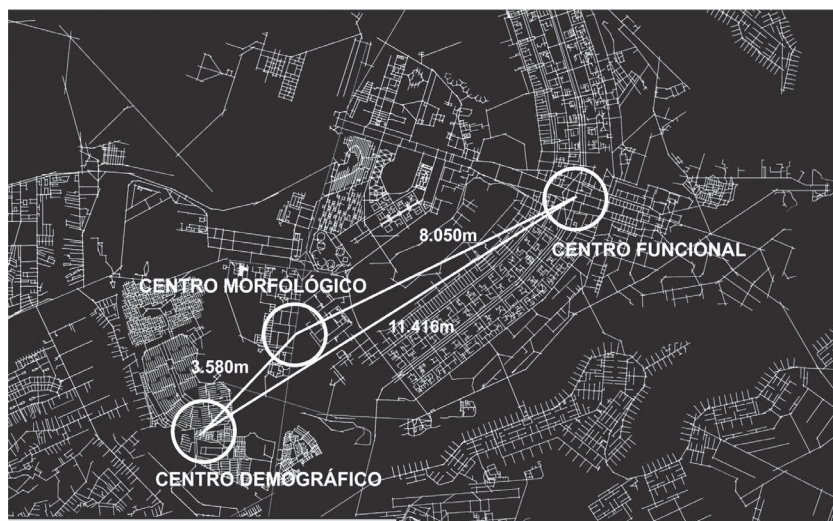 8.050m
CENTRO FUNCIONAL
CENTRO MORFOLÓGICO
11.416m
3.580m
CENTRO DEMOGRÁFICO